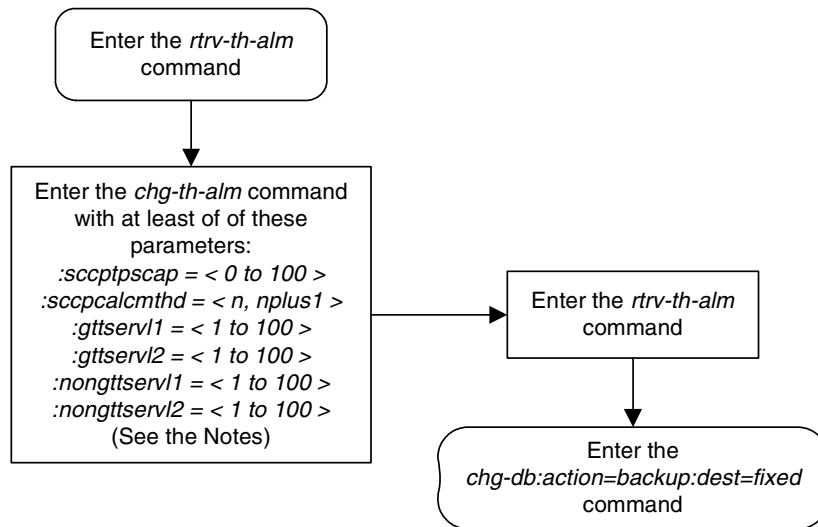 Enter the rtrv-th-alm
command
Enter the chg-th-alm command
with at least of of these
parameters:
:sccptpscap = < 0 to 100 >
:sccpcalcmthd = < n, nplus1 >
:gttservl1 = < 1 to 100 >
:gttservl2 = < 1 to 100 >
:nongttservl1 = < 1 to 100 >
:nongttservl2 = < 1 to 100 >
(See the Notes)
Enter the rtrv-th-alm
command
Enter the
chg-db:action=backup:dest=fixed
command